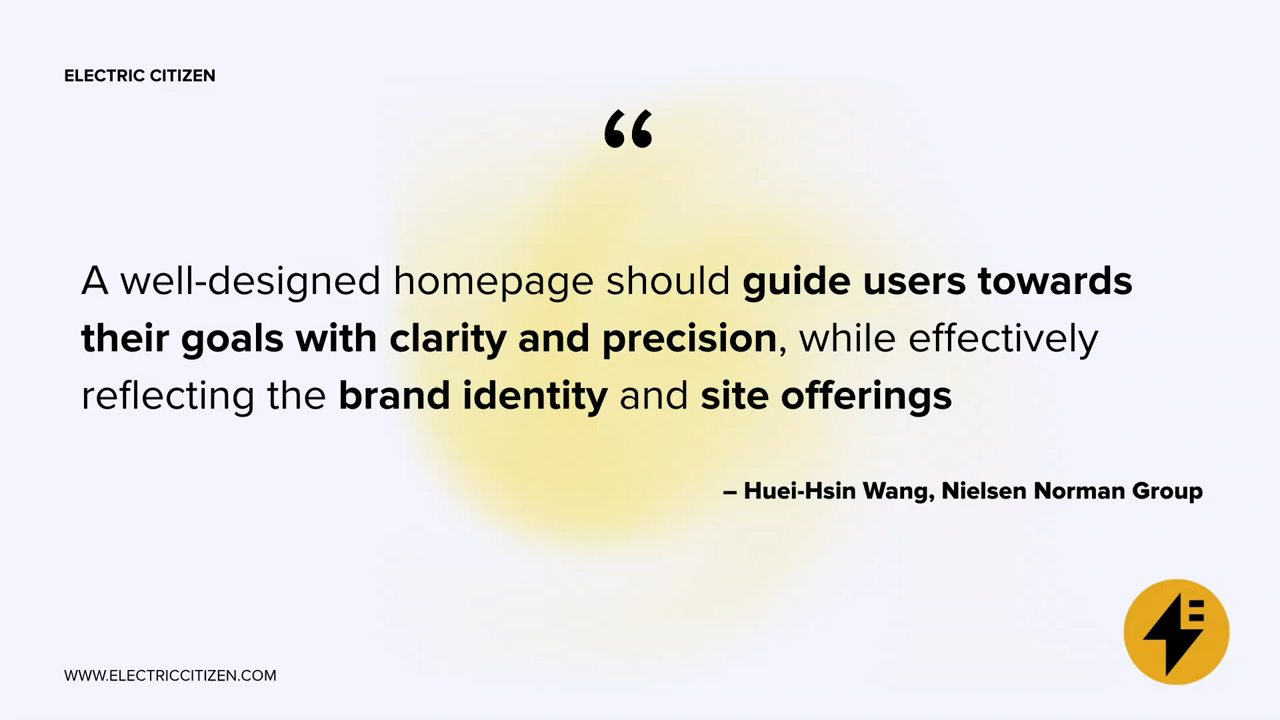 ELECTRIC CITIZEN
“
A well-designed homepage should guide users towards
their goals with clarity and precision, while effectively
reflecting the brand identity and site offerings
– Huei-Hsin Wang, Nielsen Norman Group
E
WWW.ELECTRICCITIZEN.COM